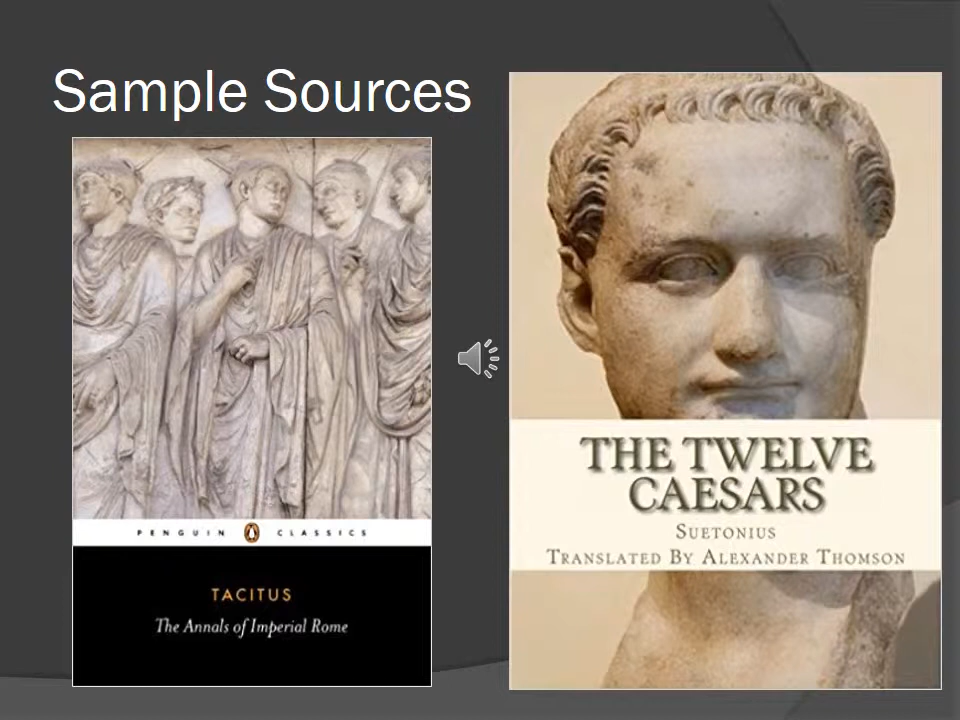 Sample Sources
PENGUIN CLASSICS
TACITUS
The Annals of Imperial Rome
THE TWELVE
CAESARS
SUETONIUS
TRANSLATED BY ALEXANDER THOMSON